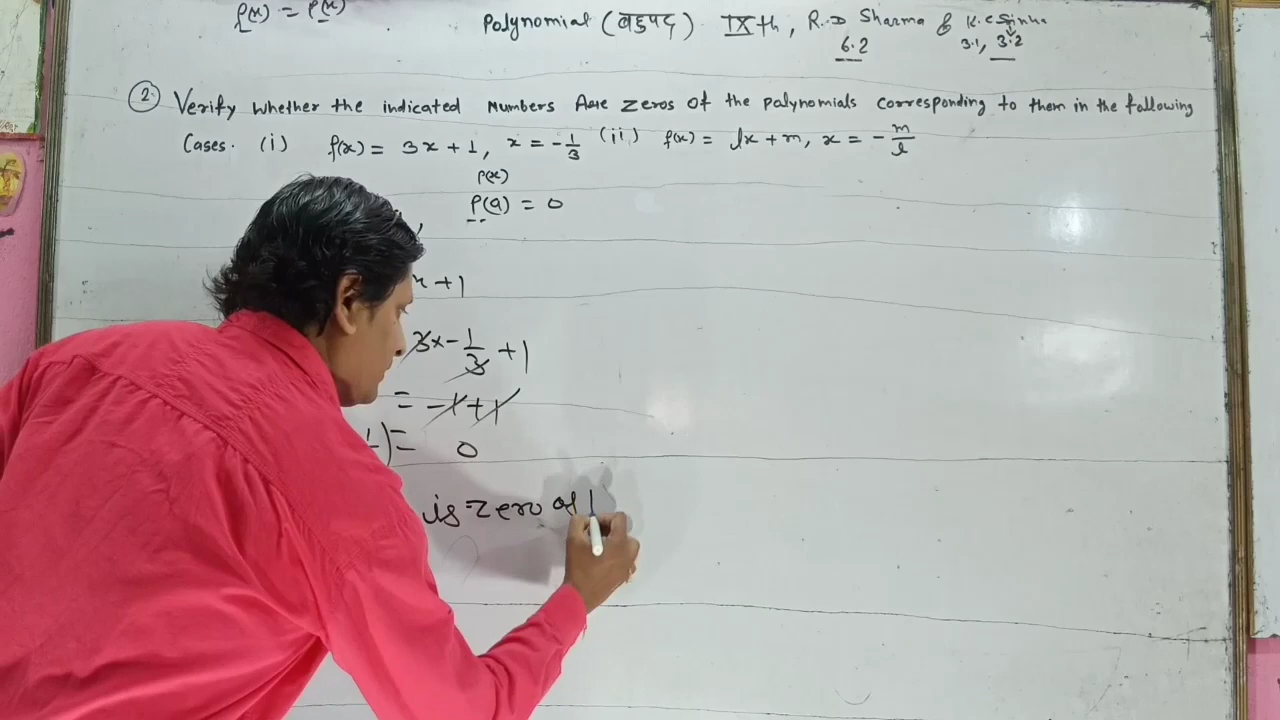 P(x) = P(x)
Polynomial (बहुपद) IXth, R.D Sharma & K.C Sinha
6.2 3.1, 3.2
② Verify whether the indicated Numbers Are zeros of the polynomials corresponding to them in the following
Cases. (i) f(x) = 3x + 1, x = -1/3 (ii) f(x) = lx + m, x = -m/l
P(x)
P(a) = 0
x + 1
3x - 1/3 + 1
= -1 + 1
) = 0
is zero of